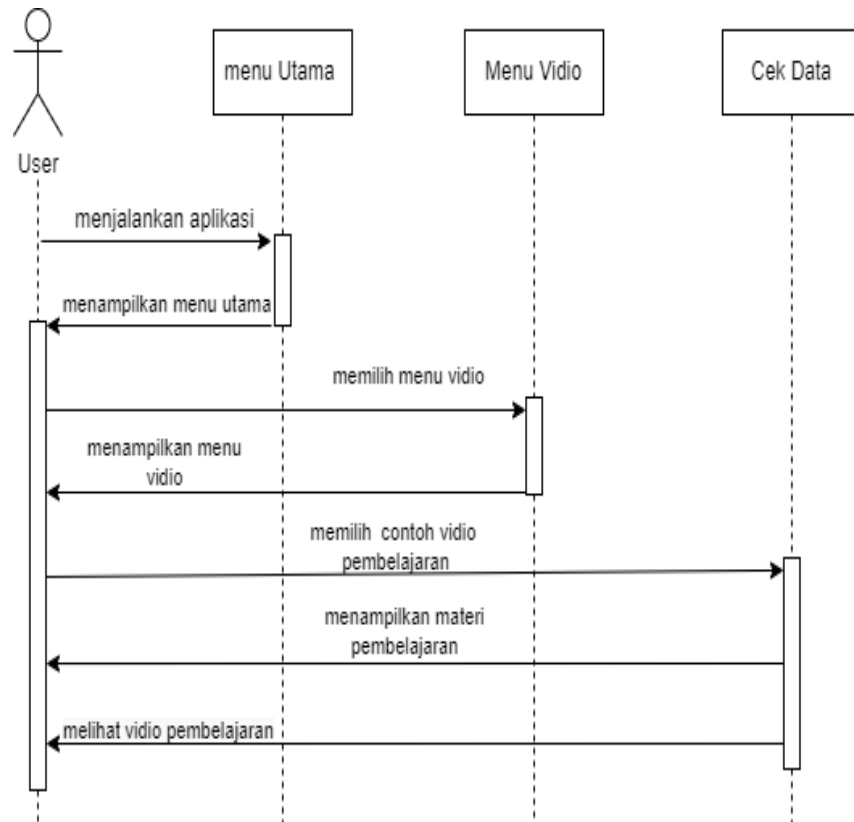 menu Utama
Menu Vidio
Cek Data
User
menjalankan aplikasi
menampilkan menu utama
memilih menu vidio
menampilkan menu
vidio
memilih contoh vidio
pembelajaran
menampilkan materi
pembelajaran
melihat vidio pembelajaran